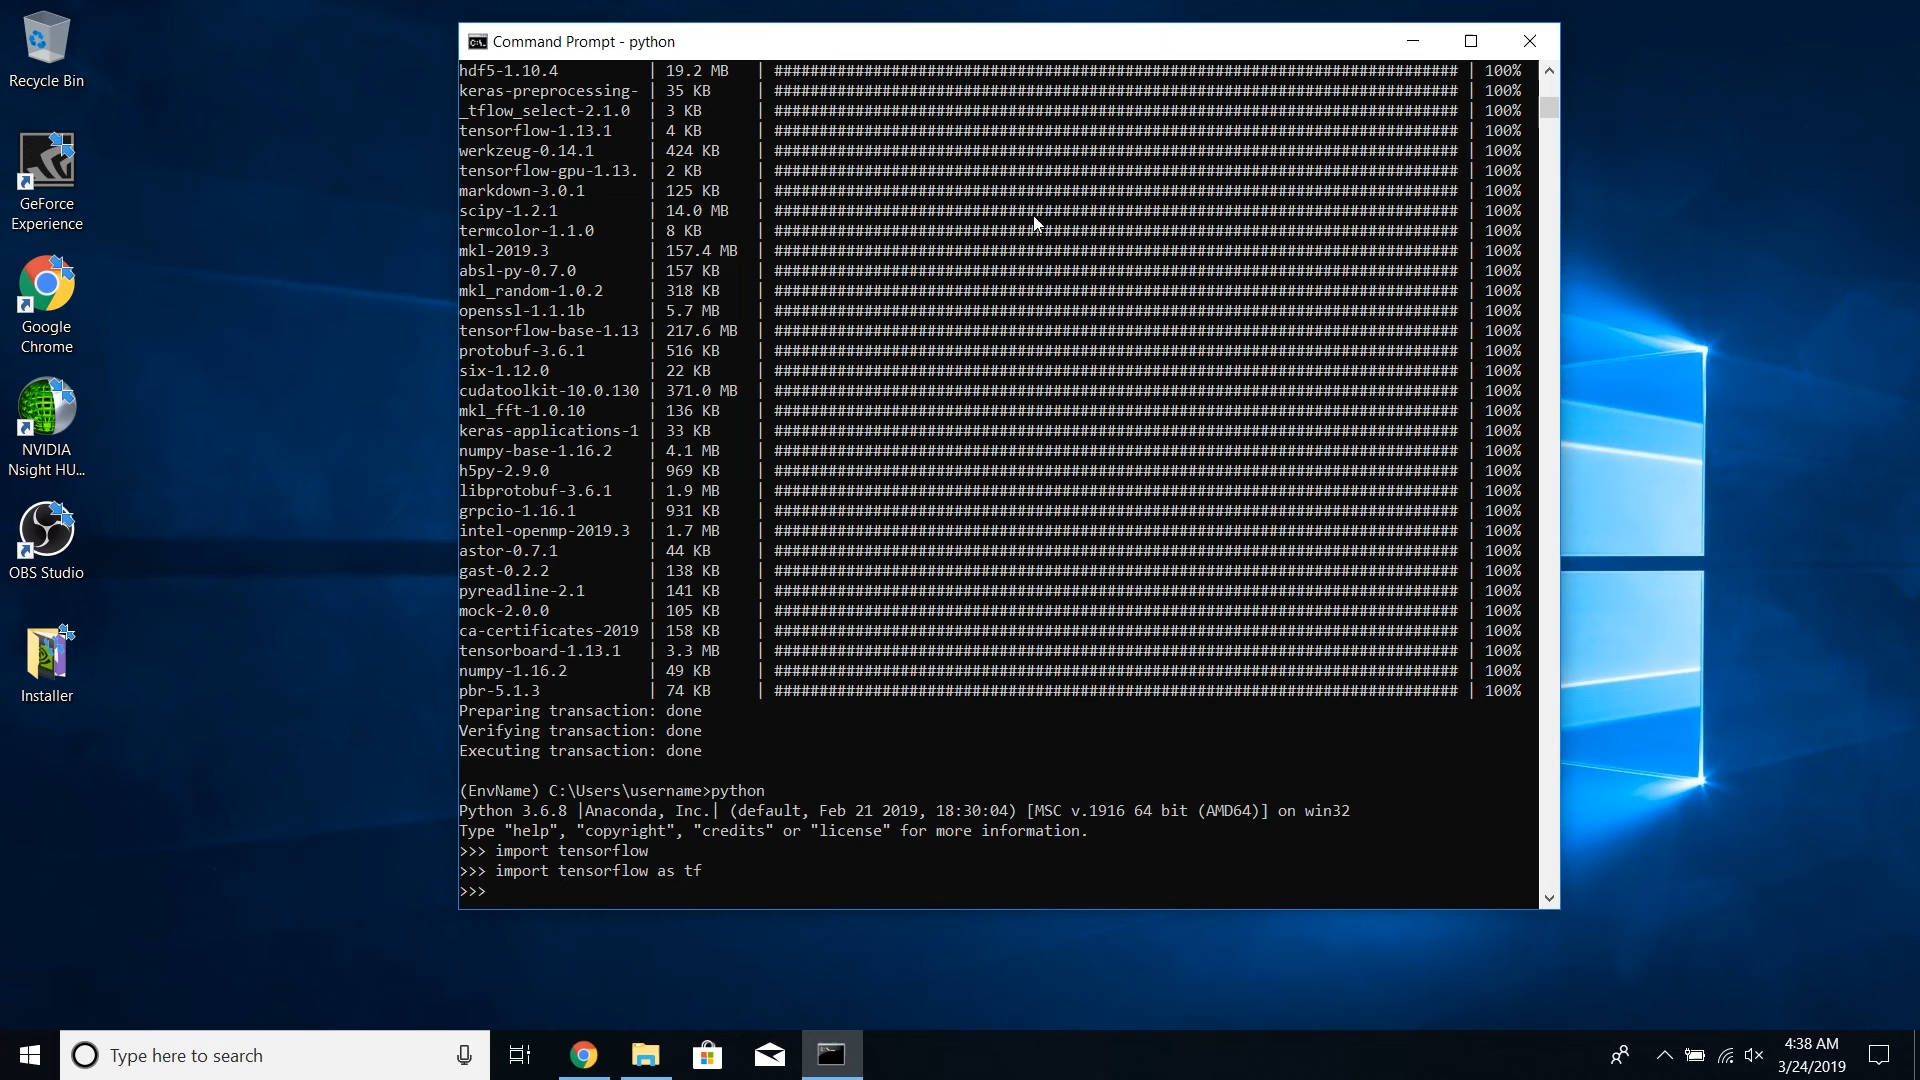 Recycle Bin
GeForce
Experience
Google
Chrome
NVIDIA
Nsight HU...
OBS Studio
Installer
Command Prompt - python
hdf5-1.10.4 | 19.2 MB | ############################################################################ | 100%
keras-preprocessing- | 35 KB | ############################################################################ | 100%
_tflow_select-2.1.0 | 3 KB | ############################################################################ | 100%
tensorflow-1.13.1 | 4 KB | ############################################################################ | 100%
werkzeug-0.14.1 | 424 KB | ############################################################################ | 100%
tensorflow-gpu-1.13. | 2 KB | ############################################################################ | 100%
markdown-3.0.1 | 125 KB | ############################################################################ | 100%
scipy-1.2.1 | 14.0 MB | ############################################################################ | 100%
termcolor-1.1.0 | 8 KB | ############################################################################ | 100%
mkl-2019.3 | 157.4 MB | ############################################################################ | 100%
absl-py-0.7.0 | 157 KB | ############################################################################ | 100%
mkl_random-1.0.2 | 318 KB | ############################################################################ | 100%
openssl-1.1.1b | 5.7 MB | ############################################################################ | 100%
tensorflow-base-1.13 | 217.6 MB | ############################################################################ | 100%
protobuf-3.6.1 | 516 KB | ############################################################################ | 100%
six-1.12.0 | 22 KB | ############################################################################ | 100%
cudatoolkit-10.0.130 | 371.0 MB | ############################################################################ | 100%
mkl_fft-1.0.10 | 136 KB | ############################################################################ | 100%
keras-applications-1 | 33 KB | ############################################################################ | 100%
numpy-base-1.16.2 | 4.1 MB | ############################################################################ | 100%
h5py-2.9.0 | 969 KB | ############################################################################ | 100%
libprotobuf-3.6.1 | 1.9 MB | ############################################################################ | 100%
grpcio-1.16.1 | 931 KB | ############################################################################ | 100%
intel-openmp-2019.3 | 1.7 MB | ############################################################################ | 100%
astor-0.7.1 | 44 KB | ############################################################################ | 100%
gast-0.2.2 | 138 KB | ############################################################################ | 100%
pyreadline-2.1 | 141 KB | ############################################################################ | 100%
mock-2.0.0 | 105 KB | ############################################################################ | 100%
ca-certificates-2019 | 158 KB | ############################################################################ | 100%
tensorboard-1.13.1 | 3.3 MB | ############################################################################ | 100%
numpy-1.16.2 | 49 KB | ############################################################################ | 100%
pbr-5.1.3 | 74 KB | ############################################################################ | 100%
Preparing transaction: done
Verifying transaction: done
Executing transaction: done
(EnvName) C:\Users\username>python
Python 3.6.8 |Anaconda, Inc.| (default, Feb 21 2019, 18:30:04) [MSC v.1916 64 bit (AMD64)] on win32
Type "help", "copyright", "credits" or "license" for more information.
>>> import tensorflow
>>> import tensorflow as tf
>>>
Type here to search
4:38 AM
3/24/2019